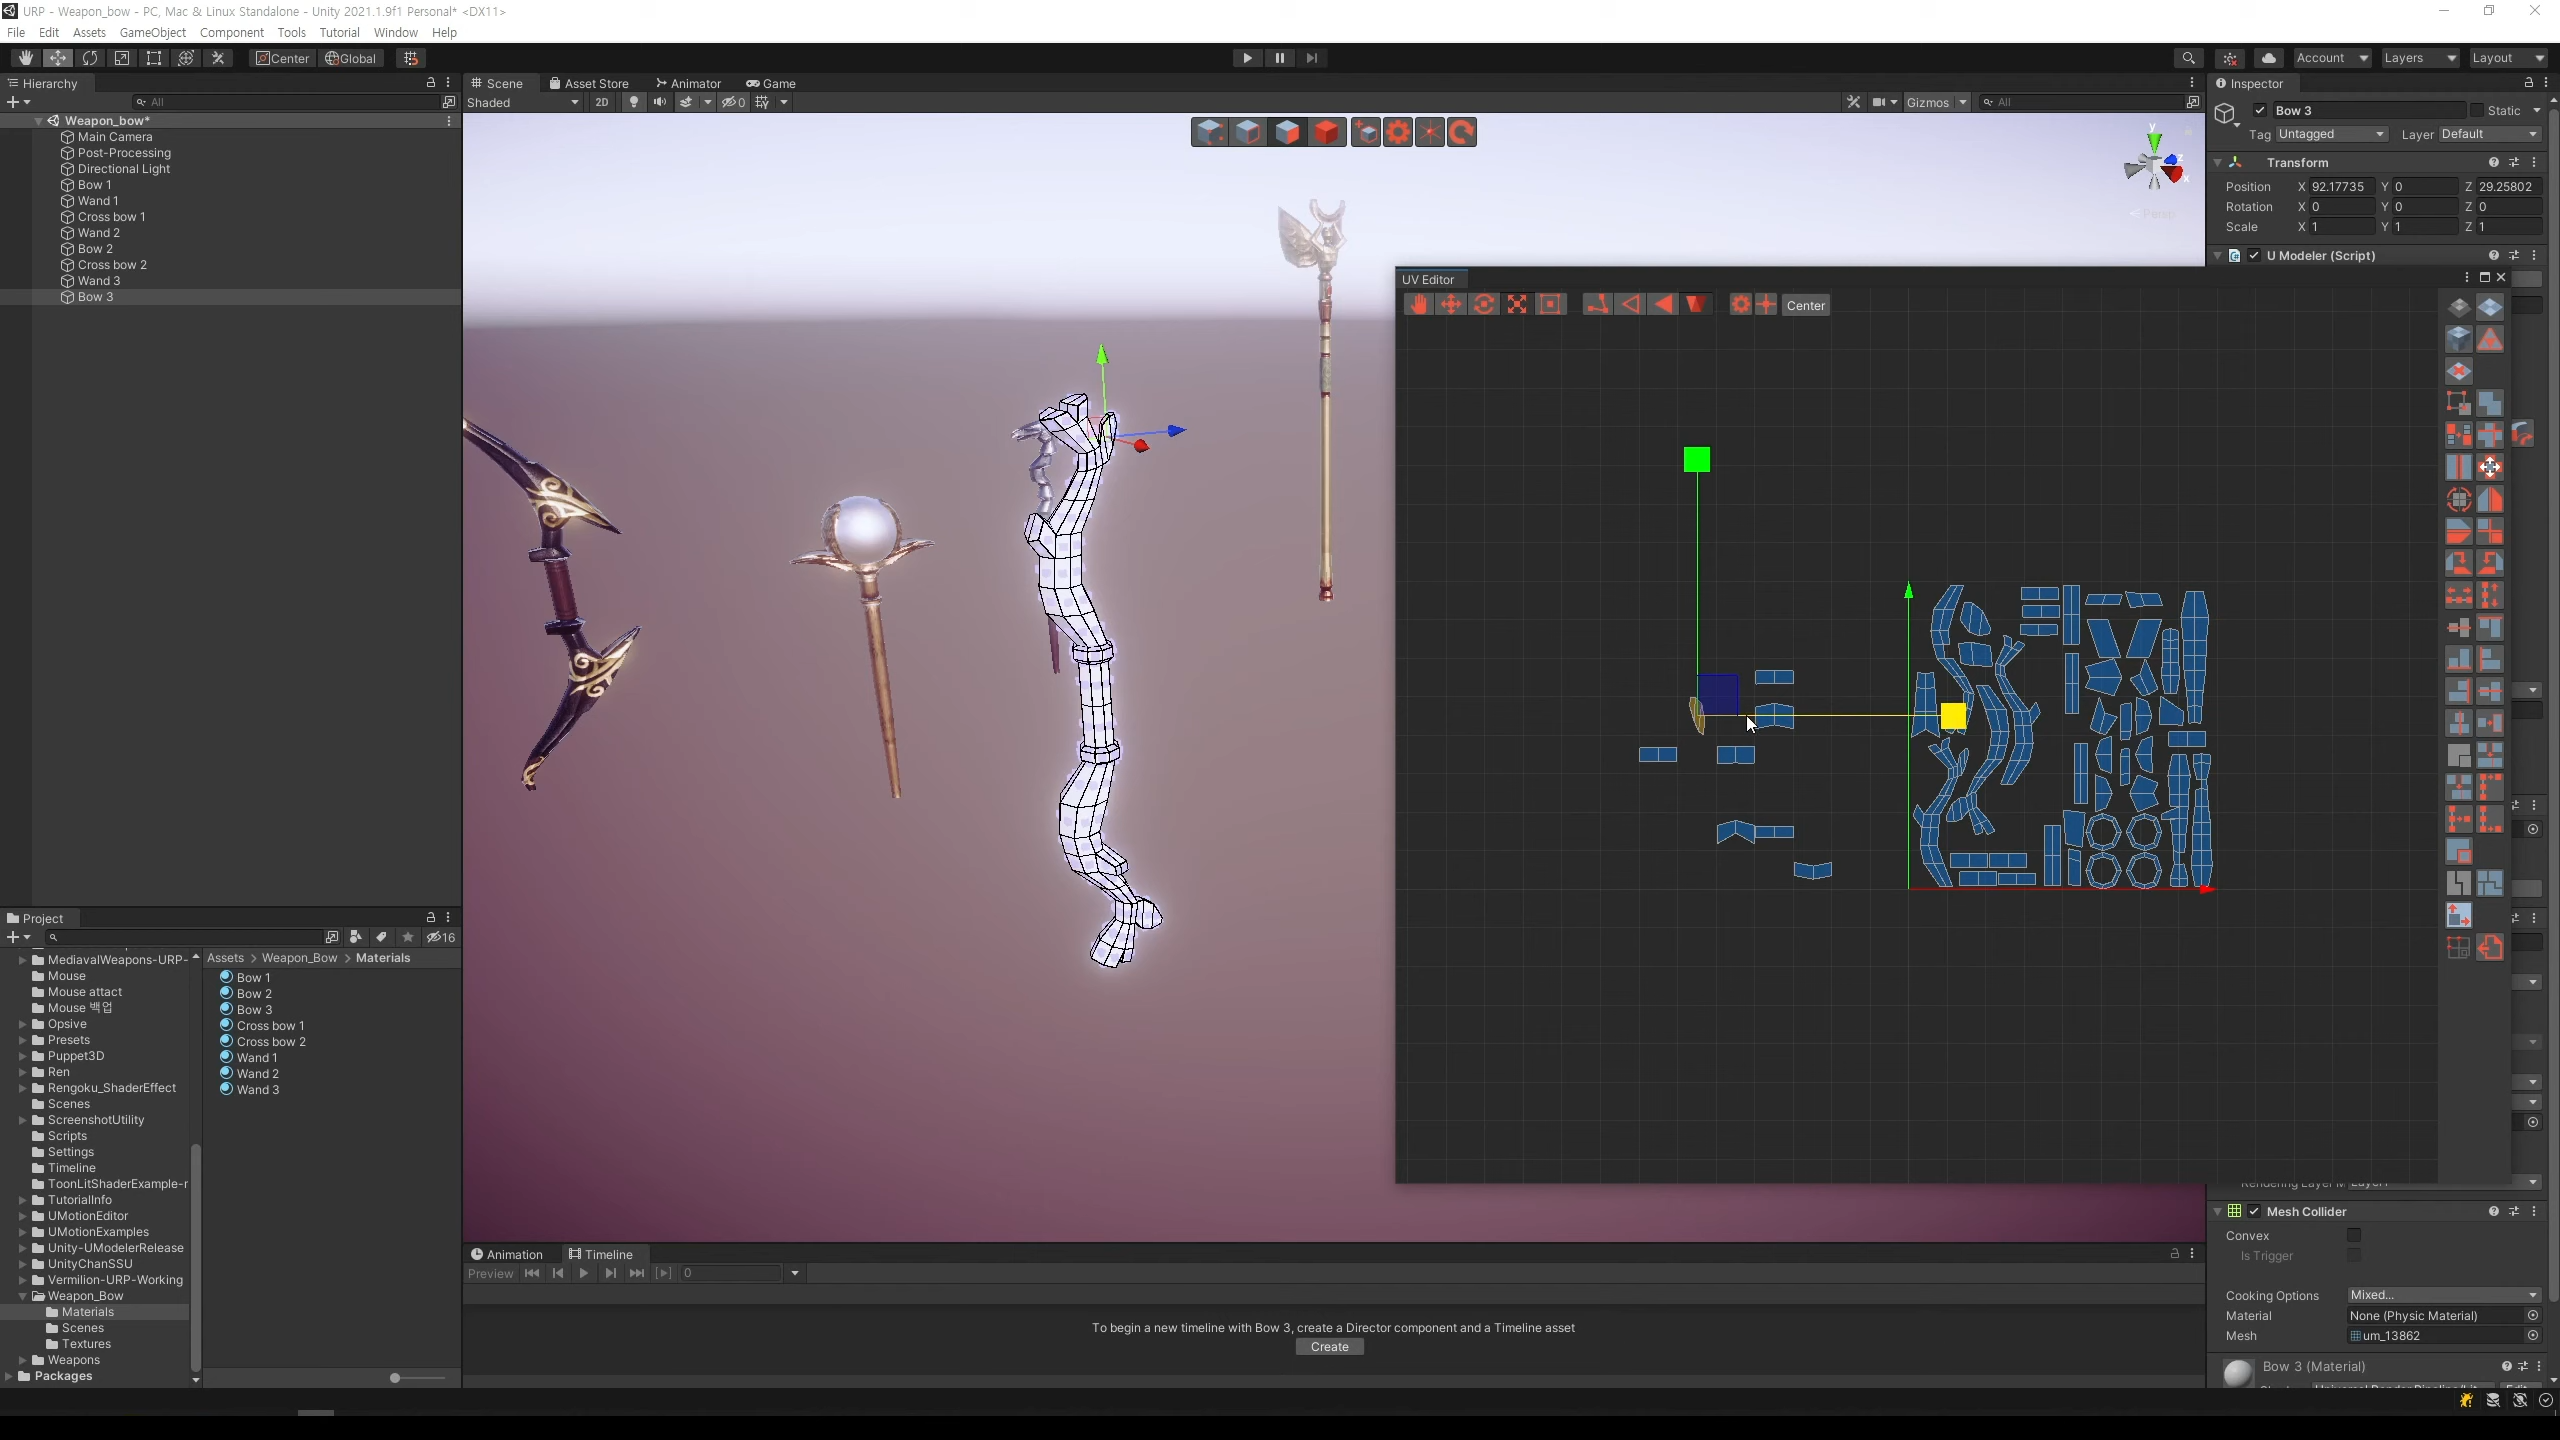 URP - Weapon_bow - PC, Mac & Linux Standalone - Unity 2021.1.9f1 Personal* <DX11>
File Edit Assets GameObject Component Tools Tutorial Window Help
Center Global
Account Layers Layout
Hierarchy
All
Weapon_bow*
Main Camera
Post-Processing
Directional Light
Bow 1
Wand 1
Cross bow 1
Wand 2
Bow 2
Cross bow 2
Wand 3
Bow 3
Scene Asset Store Animator Game
Shaded 2D 0 Gizmos All
y
x
Persp
UV Editor
Center
Inspector
Bow 3 Static
Tag Untagged Layer Default
Transform
Position X 92.17735 Y 0 Z 29.25802
Rotation X 0 Y 0 Z 0
Scale X 1 Y 1 Z 1
U Modeler (Script)
Mesh Collider
Convex
Is Trigger
Cooking Options Mixed...
Material None (Physic Material)
Mesh um_13862
Bow 3 (Material)
Project
16
MediavalWeapons-URP-
Mouse
Mouse attact
Mouse 백업
Opsive
Presets
Puppet3D
Ren
Rengoku_ShaderEffect
Scenes
ScreenshotUtility
Scripts
Settings
Timeline
ToonLitShaderExample-r
TutorialInfo
UMotionEditor
UMotionExamples
Unity-UModelerRelease
UnityChanSSU
Vermilion-URP-Working
Weapon_Bow
Materials
Scenes
Textures
Weapons
Packages
Assets > Weapon_Bow > Materials
Bow 1
Bow 2
Bow 3
Cross bow 1
Cross bow 2
Wand 1
Wand 2
Wand 3
Animation Timeline
Preview 0
To begin a new timeline with Bow 3, create a Director component and a Timeline asset
Create